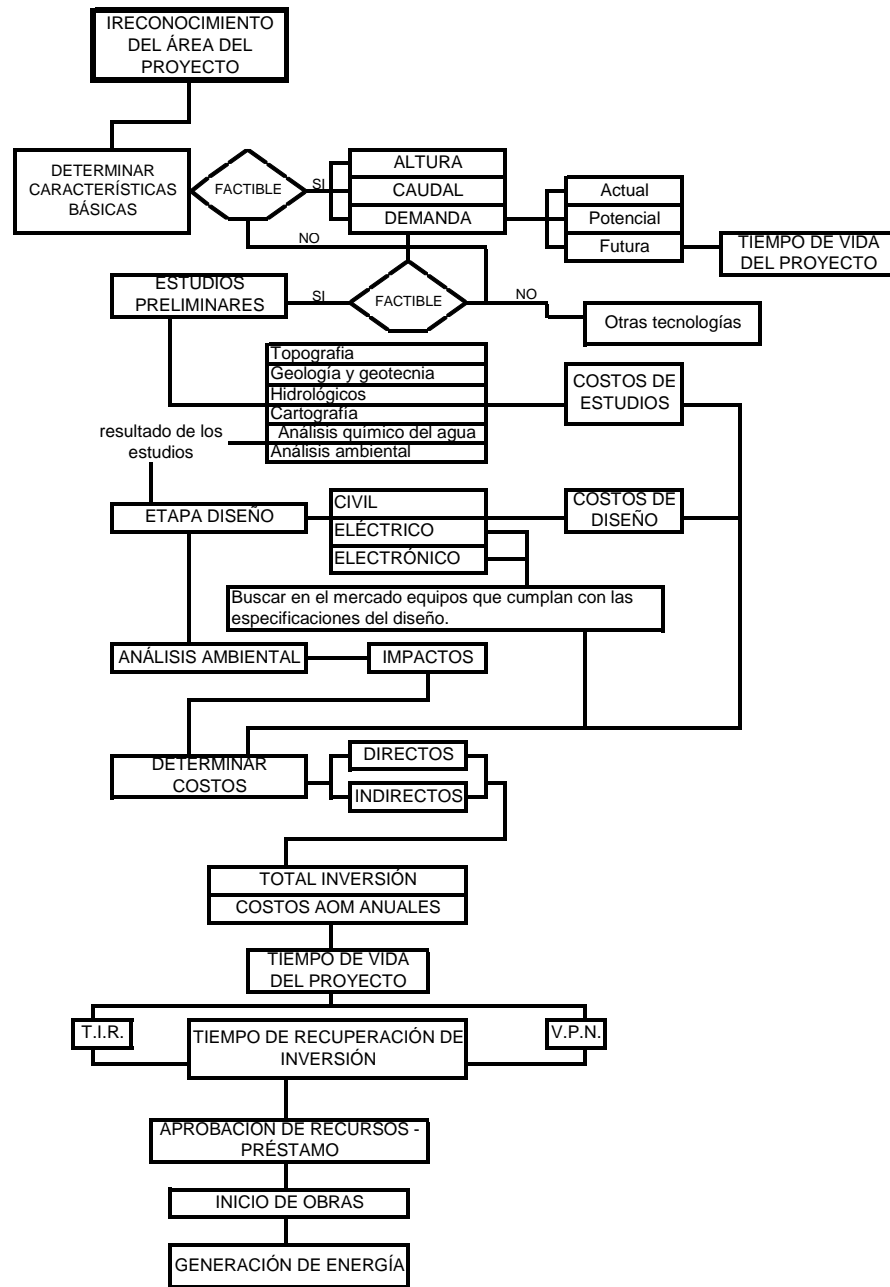 IRECONOCIMIENTO
DEL ÁREA DEL
PROYECTO
DETERMINAR
CARACTERÍSTICAS
BÁSICAS
FACTIBLE
SI
ALTURA
CAUDAL
DEMANDA
Actual
Potencial
Futura
TIEMPO DE VIDA
DEL PROYECTO
NO
ESTUDIOS
PRELIMINARES
SI
FACTIBLE
NO
Otras tecnologías
Topografia
Geología y geotecnia
Hidrológicos
Cartografía
Análisis químico del agua
Análisis ambiental
COSTOS DE
ESTUDIOS
resultado de los
estudios
ETAPA DISEÑO
CIVIL
ELÉCTRICO
ELECTRÓNICO
COSTOS DE
DISEÑO
Buscar en el mercado equipos que cumplan con las
especificaciones del diseño.
ANÁLISIS AMBIENTAL
IMPACTOS
DETERMINAR
COSTOS
DIRECTOS
INDIRECTOS
TOTAL INVERSIÓN
COSTOS AOM ANUALES
TIEMPO DE VIDA
DEL PROYECTO
T.I.R.
TIEMPO DE RECUPERACIÓN DE
INVERSIÓN
V.P.N.
APROBACIÓN DE RECURSOS -
PRÉSTAMO
INICIO DE OBRAS
GENERACIÓN DE ENERGÍA